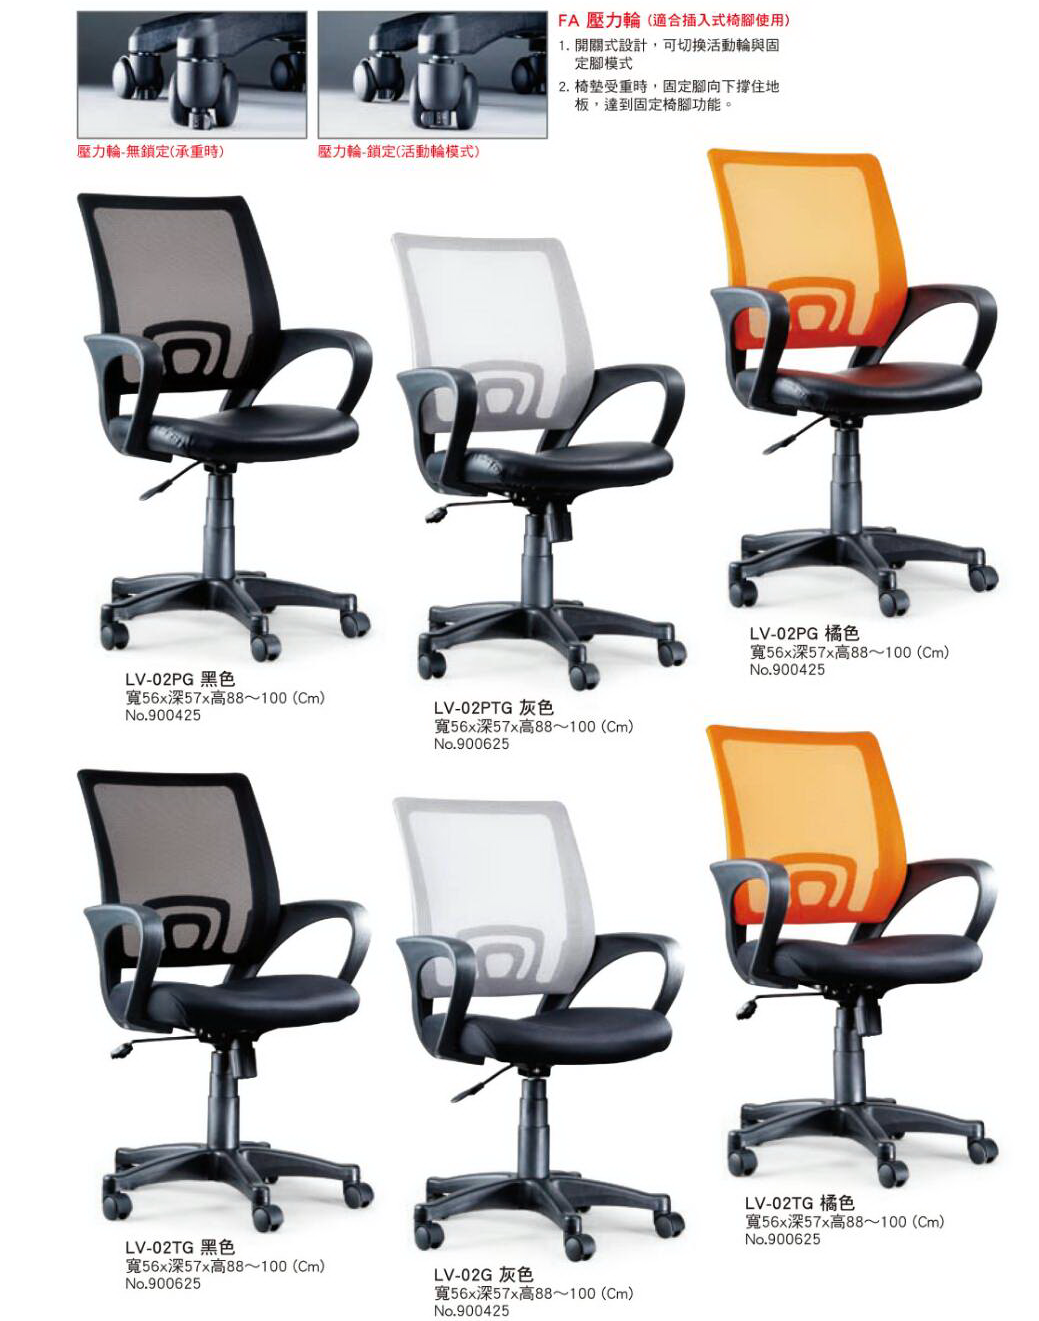 FA 壓力輪 (適合插入式椅腳使用)
1. 開關式設計，可切換活動輪與固
定腳模式
2. 椅墊受重時，固定腳向下撐住地
板，達到固定椅腳功能。
壓力輪-無鎖定(承重時)
壓力輪-鎖定(活動輪模式)
LV-02PG 黑色
寬56x深57x高88～100 (Cm)
No.900425
LV-02PTG 灰色
寬56x深57x高88～100 (Cm)
No.900625
LV-02PG 橘色
寬56x深57x高88～100 (Cm)
No.900425
LV-02TG 黑色
寬56x深57x高88～100 (Cm)
No.900625
LV-02G 灰色
寬56x深57x高88～100 (Cm)
No.900425
LV-02TG 橘色
寬56x深57x高88～100 (Cm)
No.900625